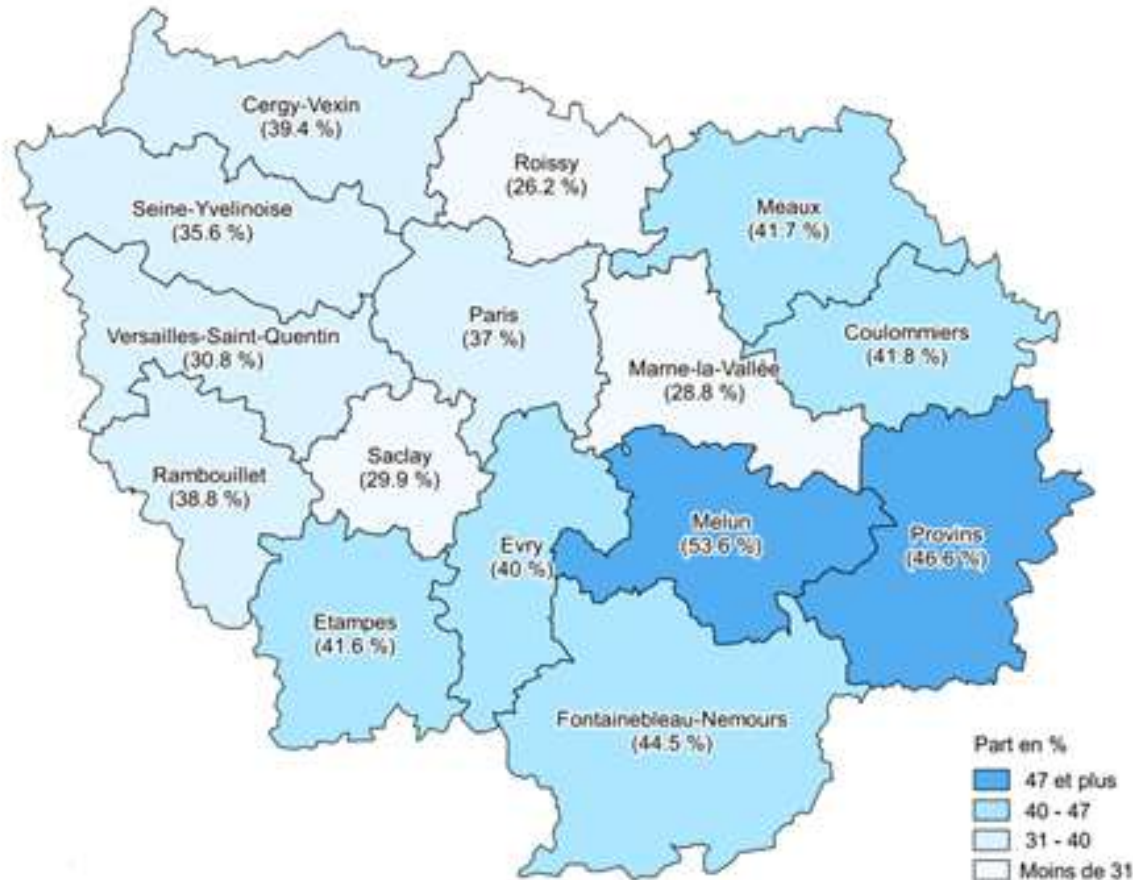 Cergy-Vexin
(39.4 %)
Roissy
(26.2 %)
Meaux
(41.7 %)
Seine-Yvelinoise
(35.6 %)
Paris
(37 %)
Versailles-Saint-Quentin
(30.8 %)
Coulommiers
(41.8 %)
Marne-la-Vallée
(28.8 %)
Saclay
(29.9 %)
Rambouillet
(38.8 %)
Evry
(40 %)
Melun
(53.6 %)
Provins
(46.6 %)
Etampes
(41.6 %)
Fontainebleau-Nemours
(44.5 %)
Part en %
47 et plus
40 - 47
31 - 40
Moins de 31